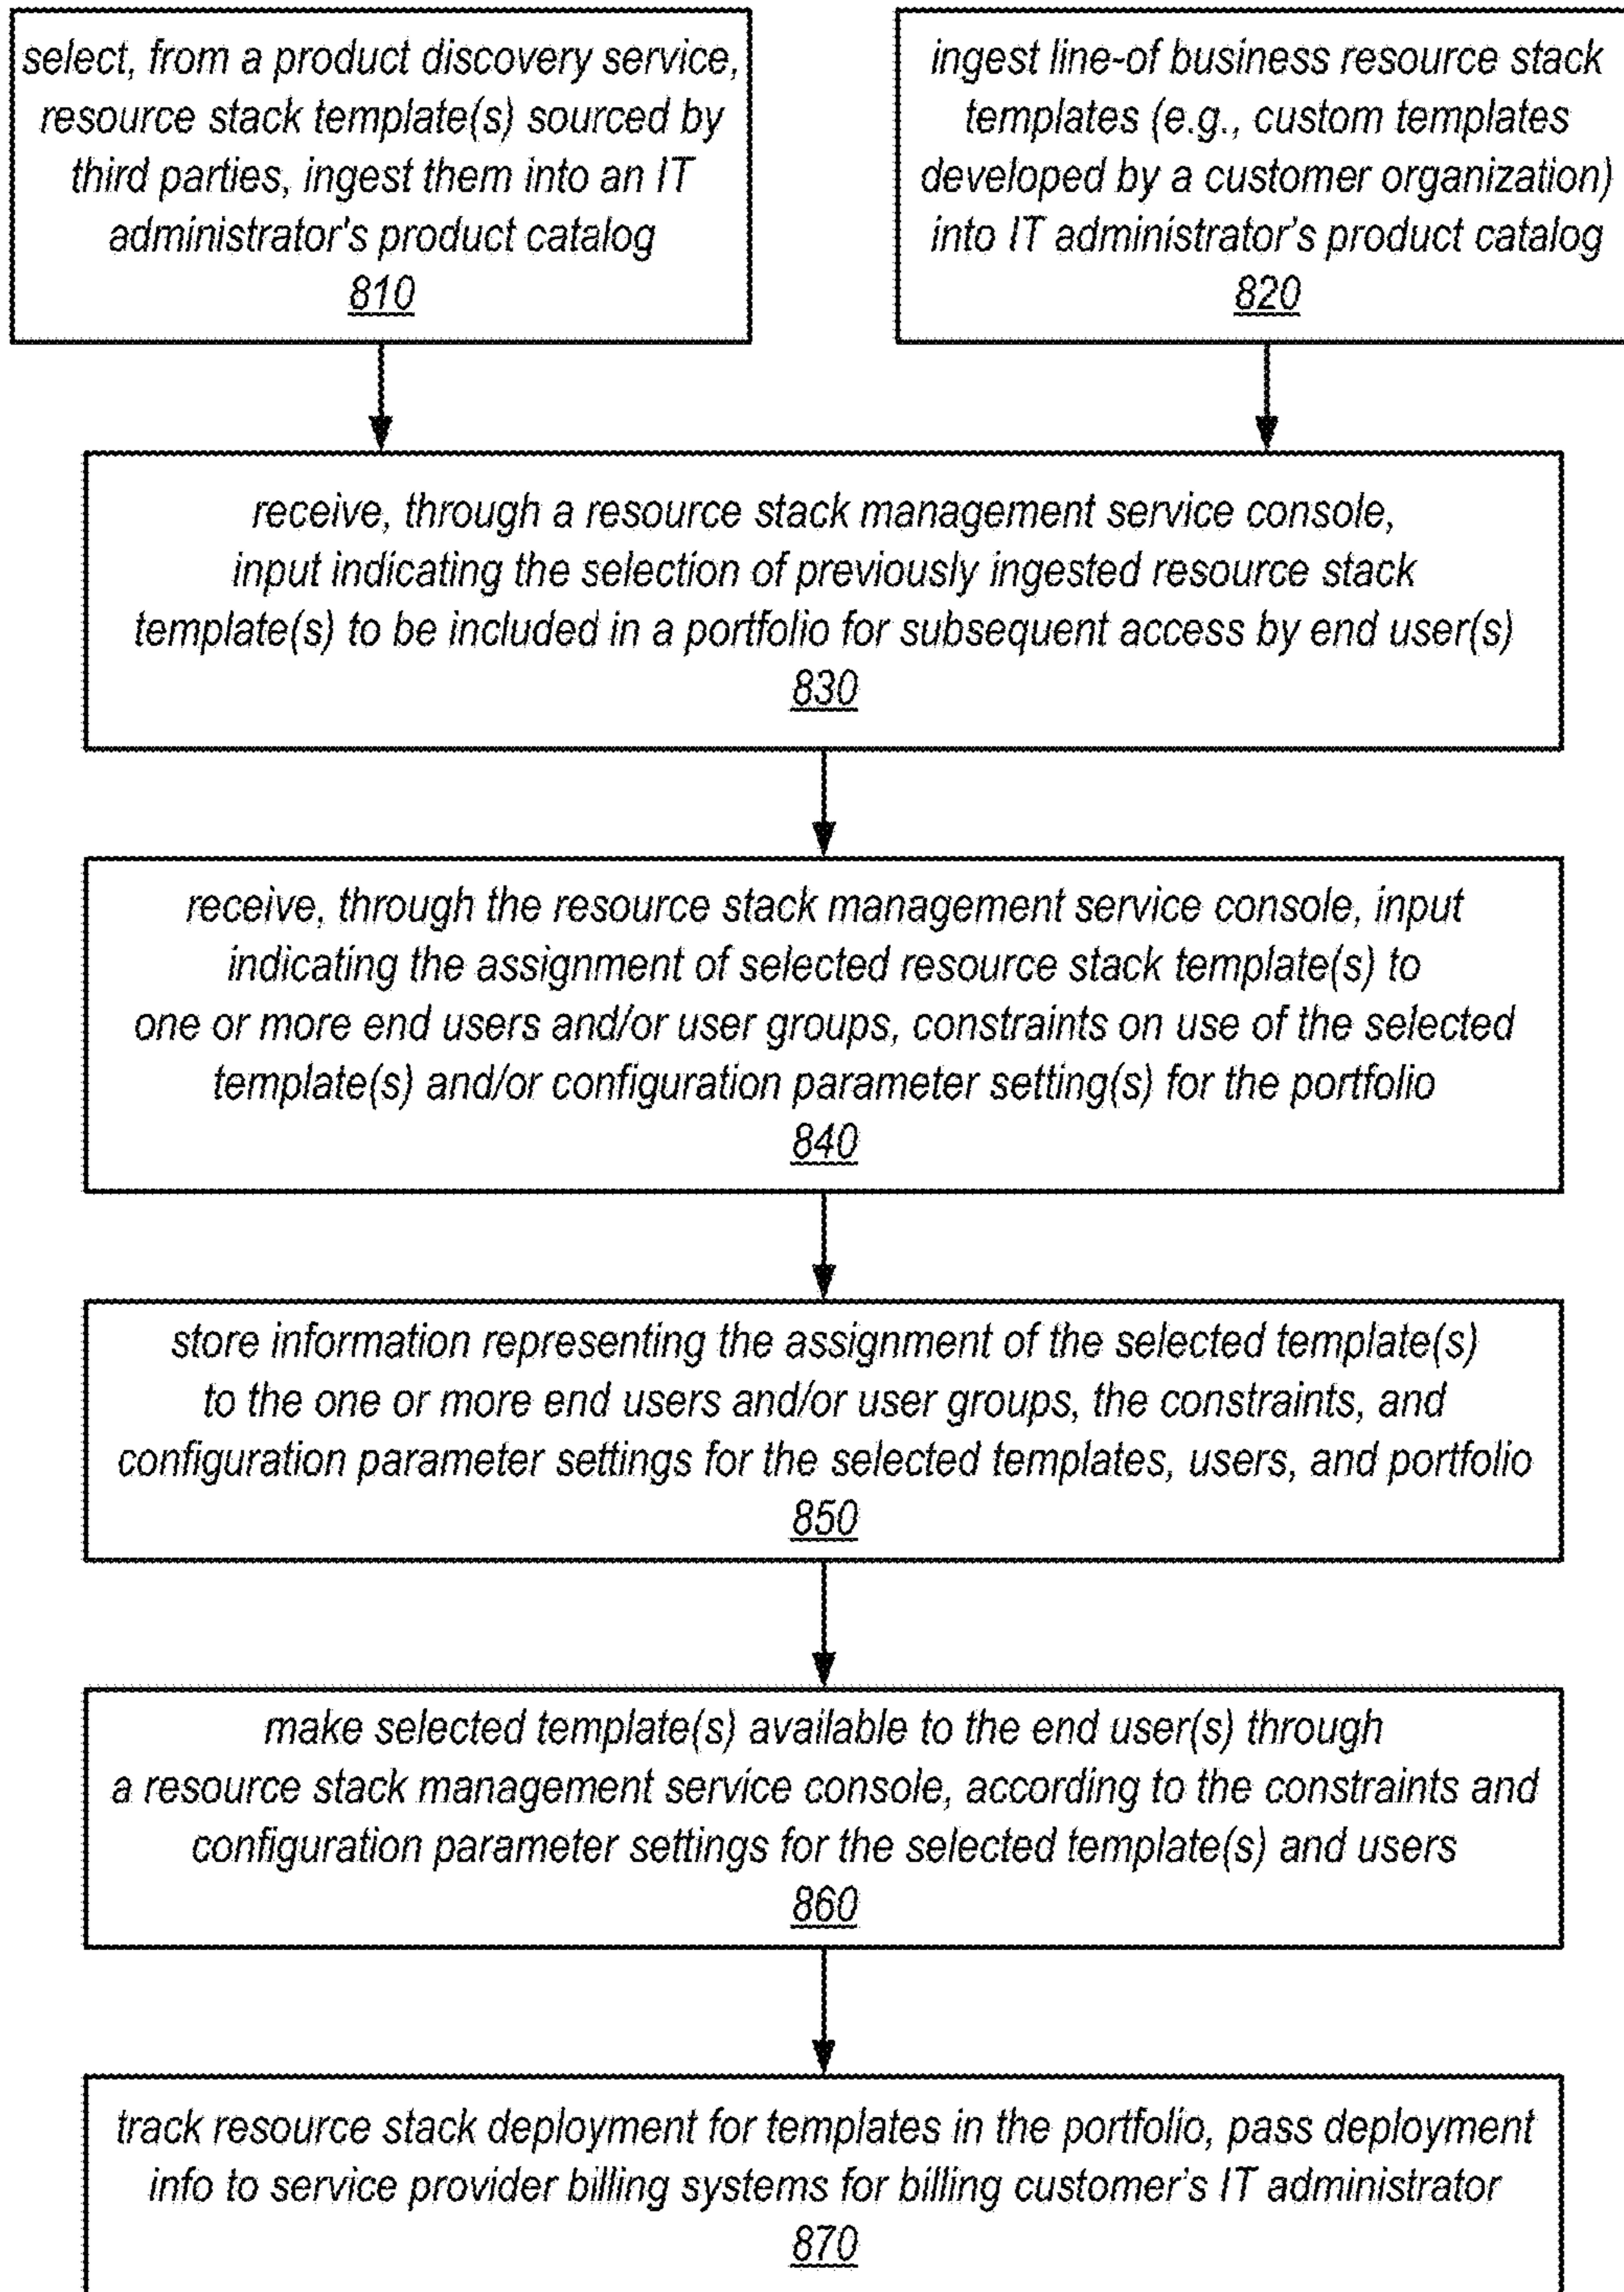 select, from a product discovery service,
resource stack template(s) sourced by
third parties, ingest them into an IT
administrator's product catalog
810
ingest line-of business resource stack
templates (e.g., custom templates
developed by a customer organization)
into IT administrator's product catalog
820
receive, through a resource stack management service console,
input indicating the selection of previously ingested resource stack
template(s) to be included in a portfolio for subsequent access by end user(s)
830
receive, through the resource stack management service console, input
indicating the assignment of selected resource stack template(s) to
one or more end users and/or user groups, constraints on use of the selected
template(s) and/or configuration parameter setting(s) for the portfolio
840
store information representing the assignment of the selected template(s)
to the one or more end users and/or user groups, the constraints, and
configuration parameter settings for the selected templates, users, and portfolio
850
make selected template(s) available to the end user(s) through
a resource stack management service console, according to the constraints and
configuration parameter settings for the selected template(s) and users
860
track resource stack deployment for templates in the portfolio, pass deployment
info to service provider billing systems for billing customer's IT administrator
870